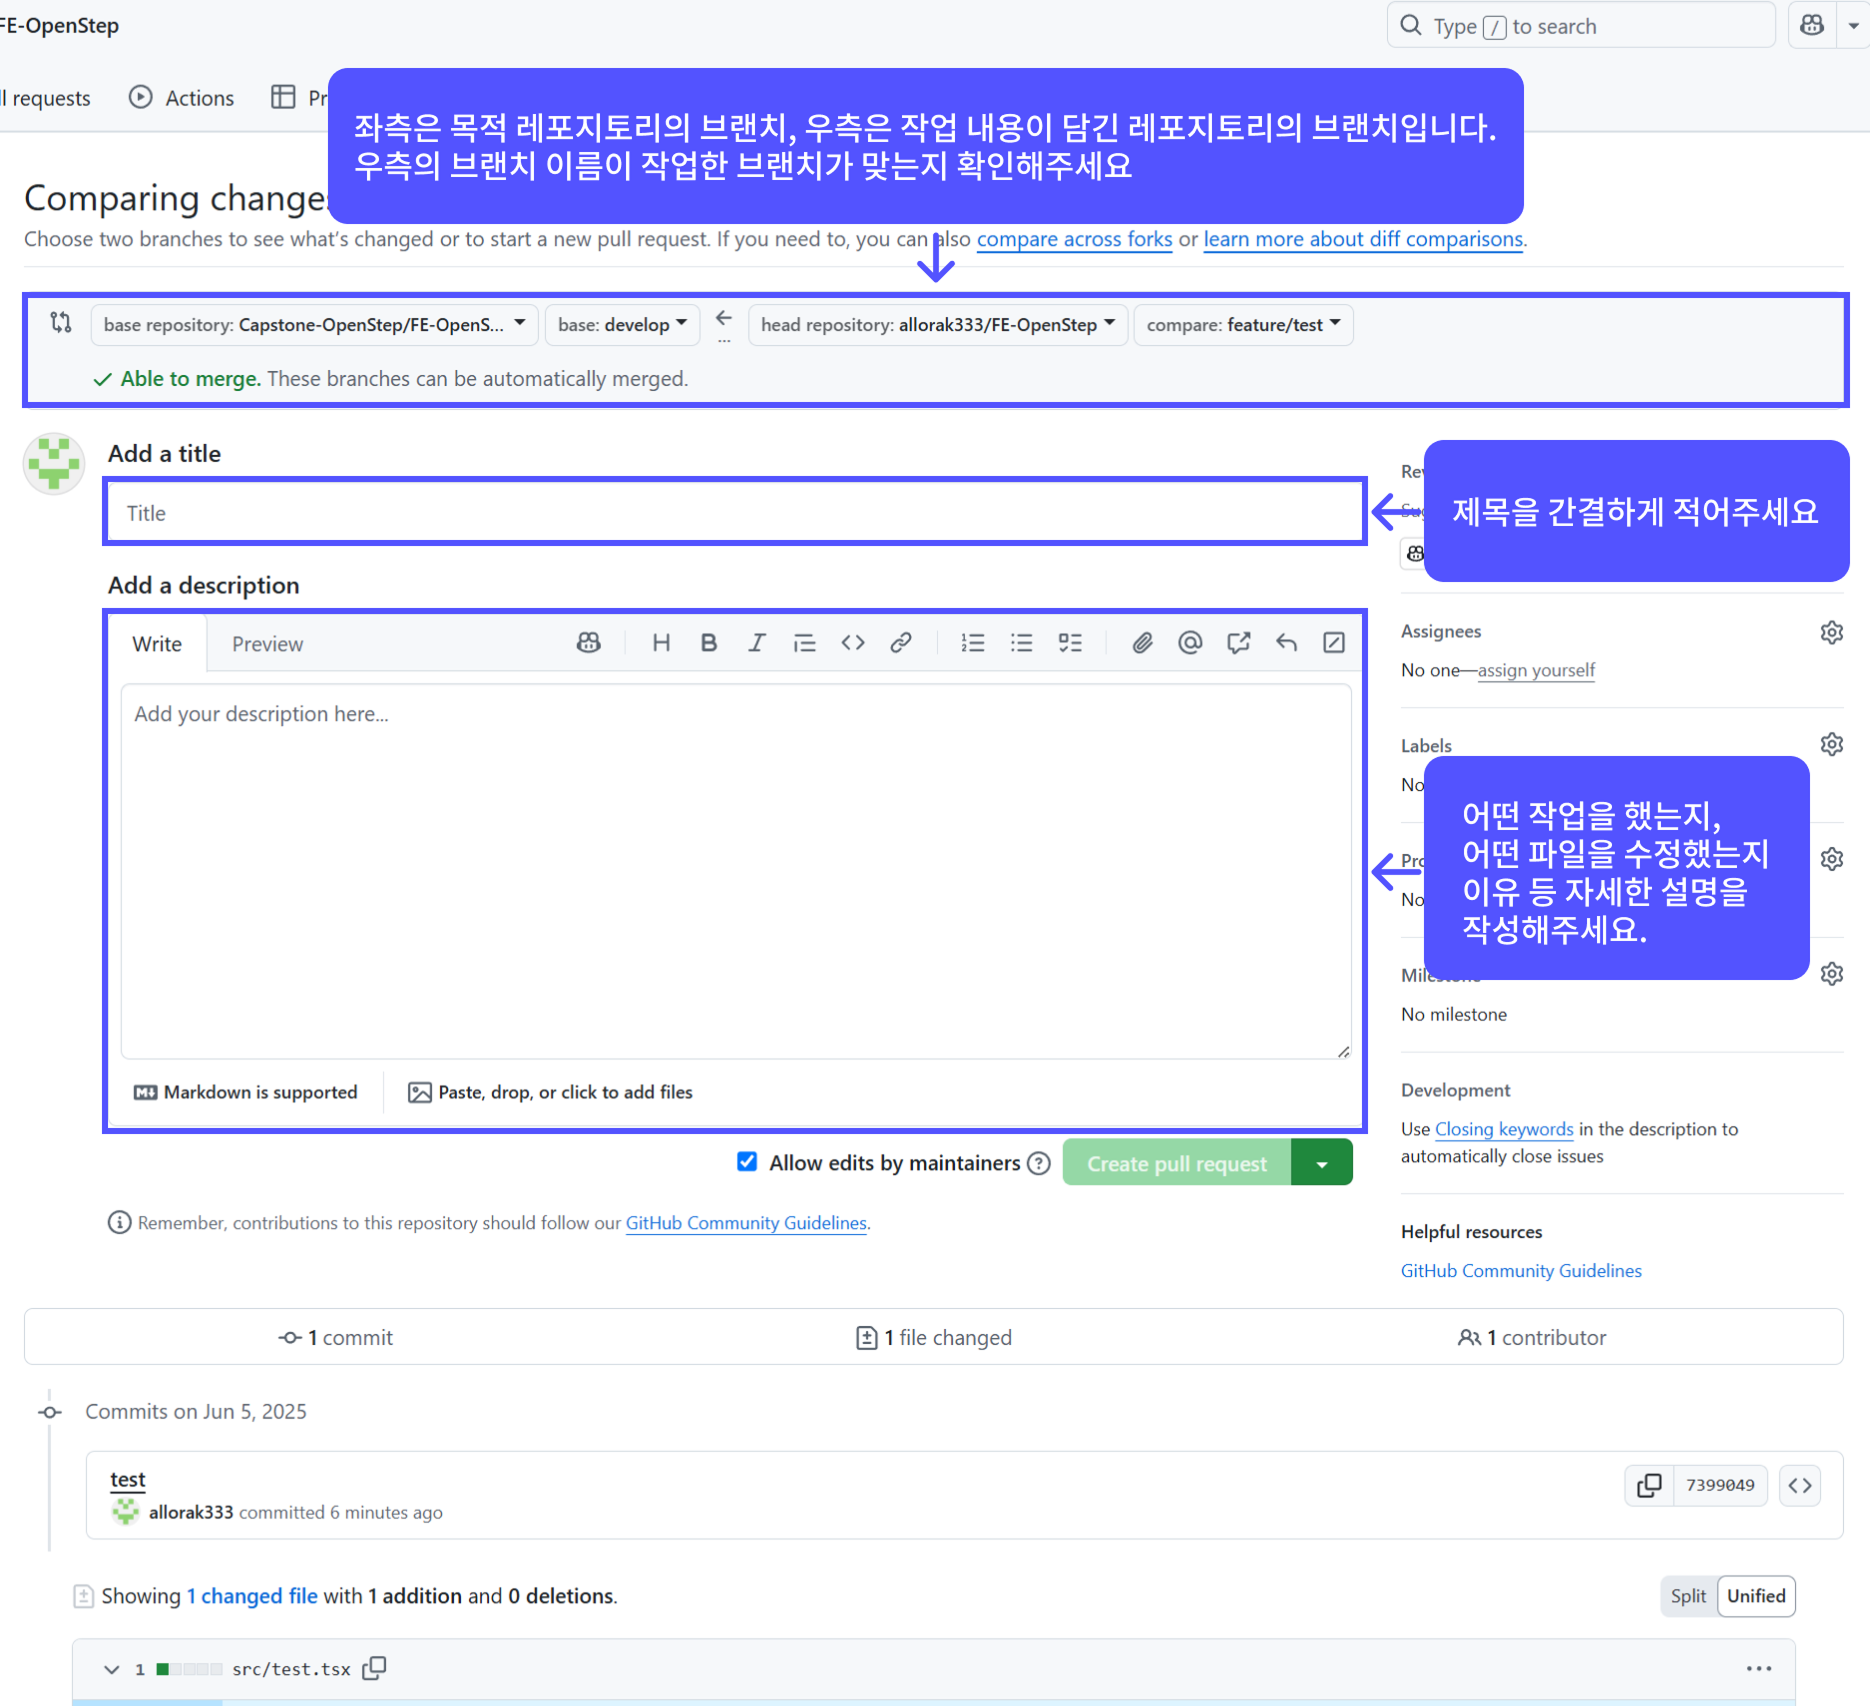 FE-OpenStep
Type / to search
ll requests
Actions
Pr
좌측은 목적 레포지토리의 브랜치, 우측은 작업 내용이 담긴 레포지토리의 브랜치입니다.
우측의 브랜치 이름이 작업한 브랜치가 맞는지 확인해주세요
Comparing changes
Choose two branches to see what's changed or to start a new pull request. If you need to, you can also compare across forks or learn more about diff comparisons.
base repository: Capstone-OpenStep/FE-OpenS... base: develop ... head repository: allorak333/FE-OpenStep compare: feature/test
Able to merge. These branches can be automatically merged.
Add a title
Title
Rev
Sug
제목을 간결하게 적어주세요
Add a description
Write Preview
Add your description here...
Markdown is supported
Paste, drop, or click to add files
Assignees
No one—assign yourself
Labels
No
Pro
No
어떤 작업을 했는지,
어떤 파일을 수정했는지
이유 등 자세한 설명을
작성해주세요.
Milestone
No milestone
Development
Use Closing keywords in the description to
automatically close issues
Allow edits by maintainers
Create pull request
Remember, contributions to this repository should follow our GitHub Community Guidelines.
Helpful resources
GitHub Community Guidelines
1 commit
1 file changed
1 contributor
Commits on Jun 5, 2025
test
allorak333 committed 6 minutes ago
7399049
Showing 1 changed file with 1 addition and 0 deletions.
Split Unified
1 src/test.tsx